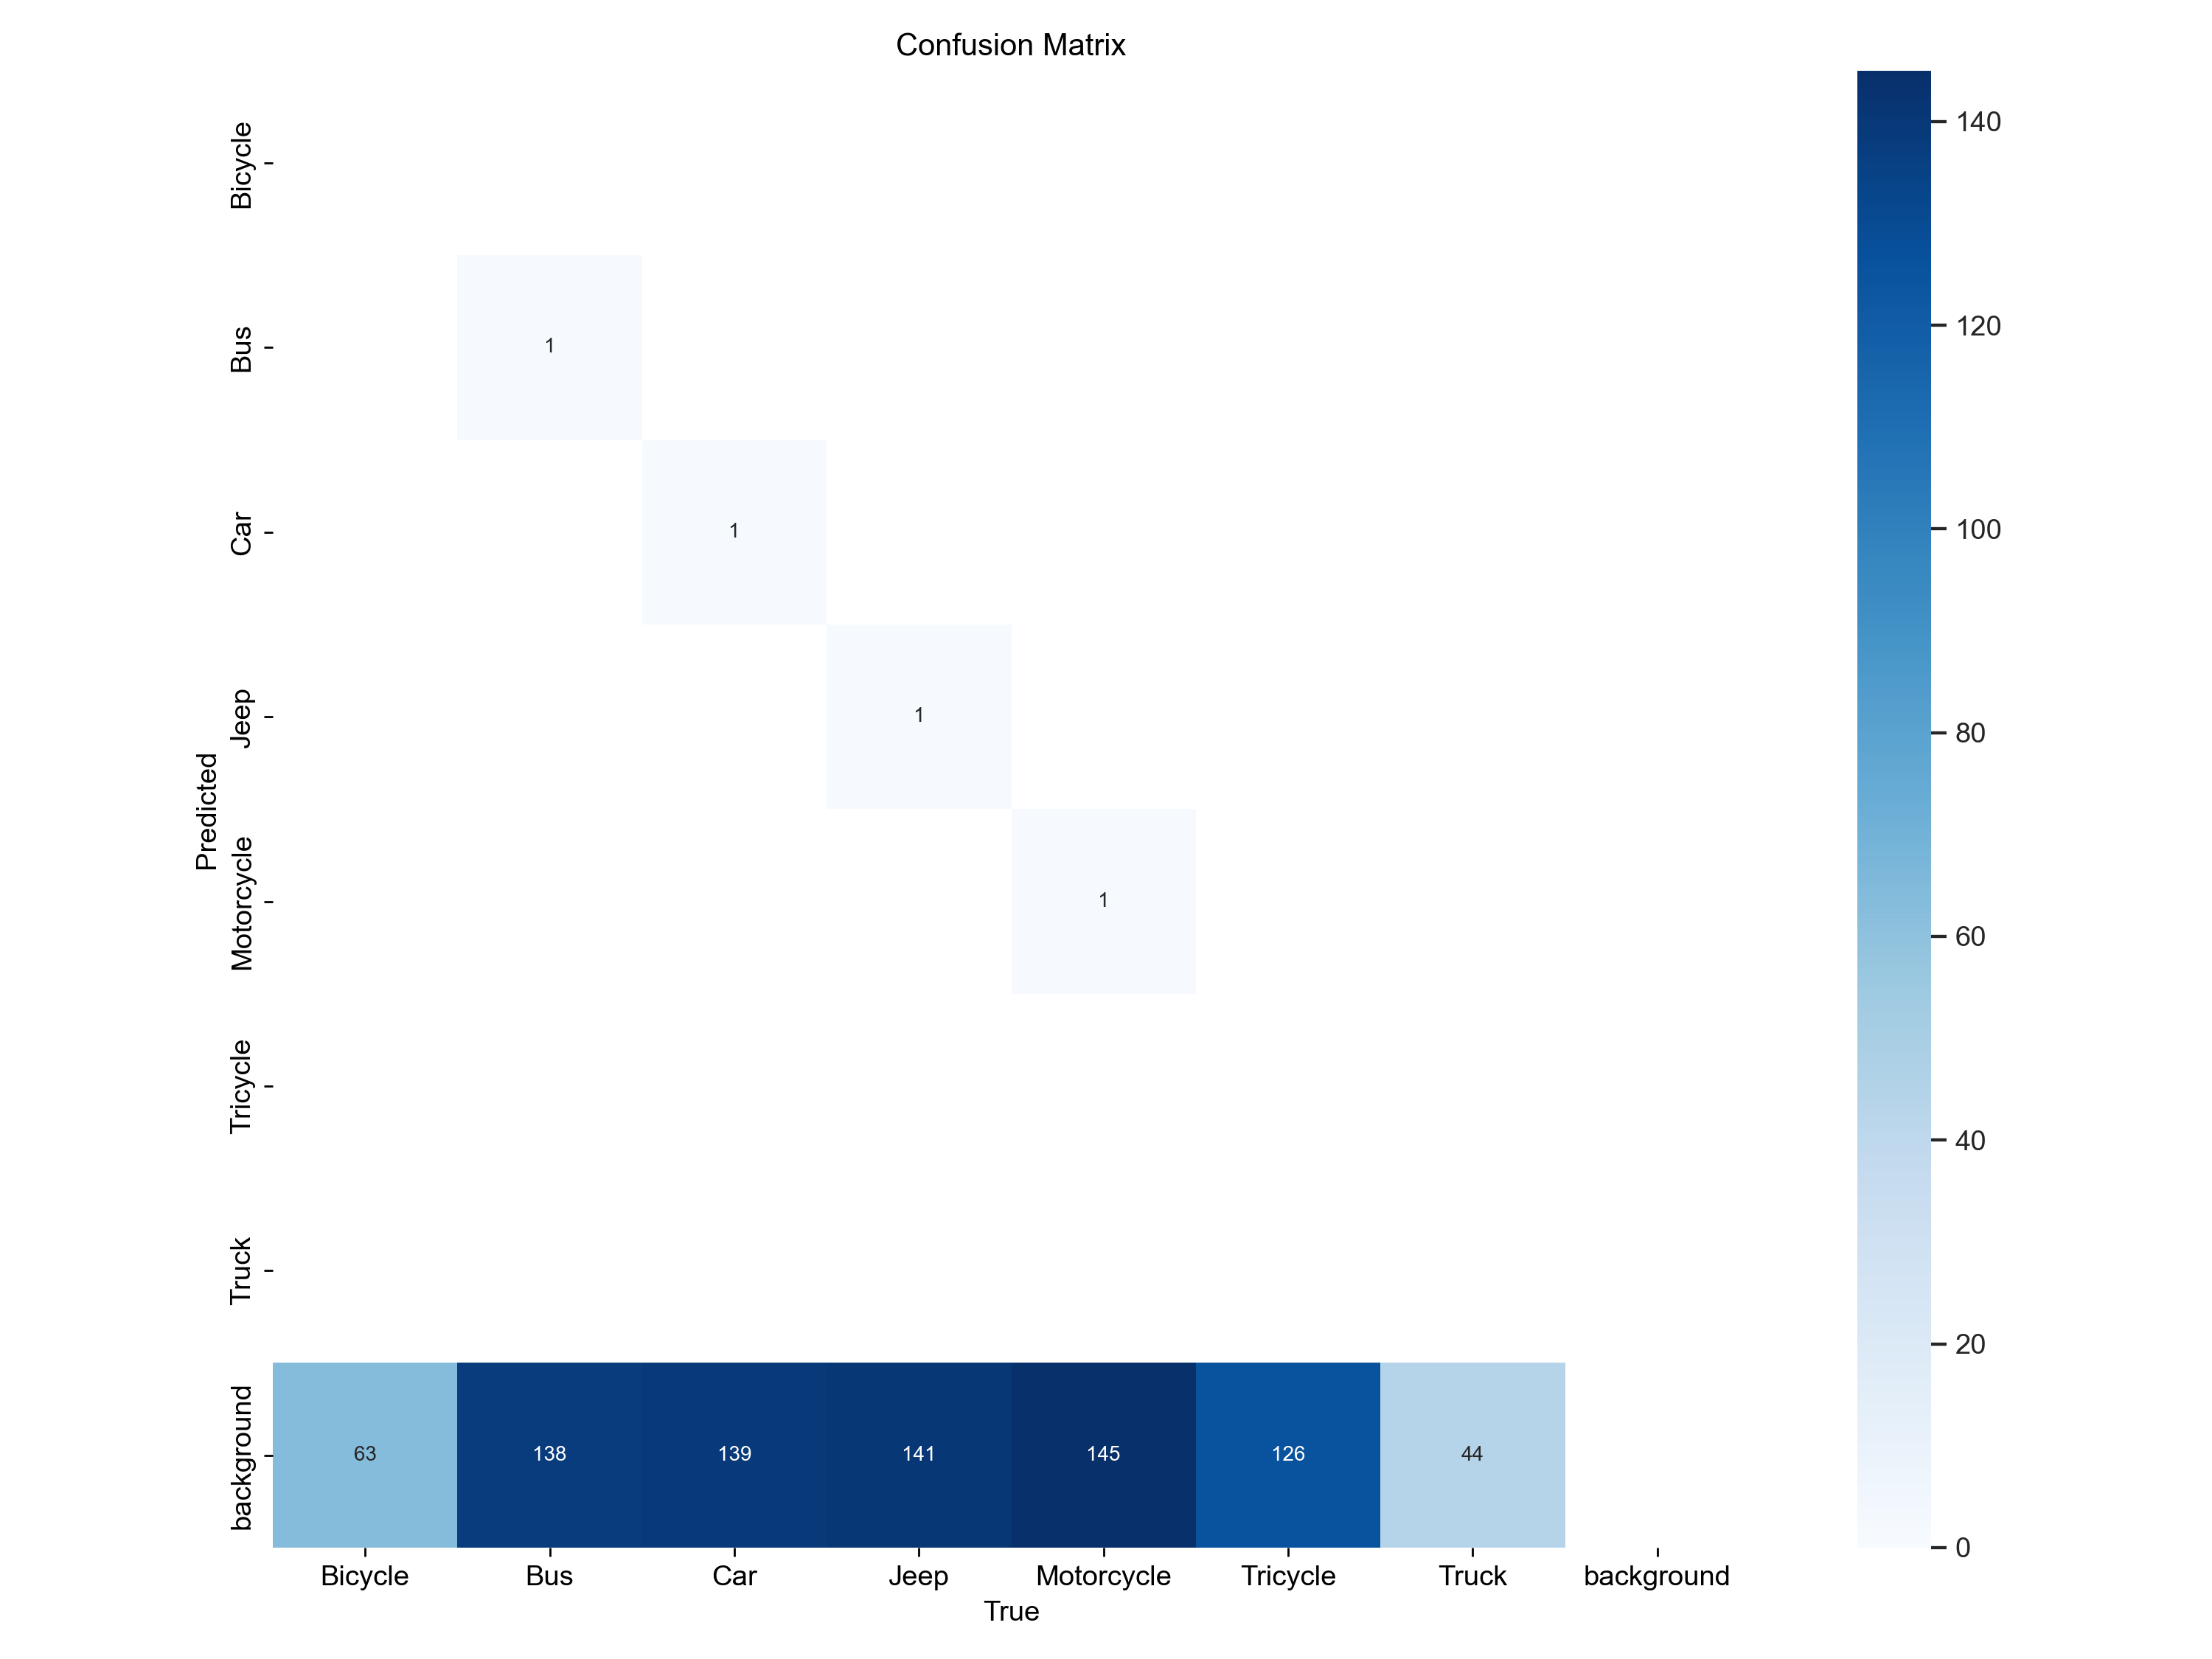 Confusion Matrix
Bicycle
Bus
Car
Jeep
Motorcycle
Tricycle
Truck
background
Predicted
1
1
1
1
63 138 139 141 145 126 44
Bicycle Bus Car Jeep Motorcycle Tricycle Truck background
True
140
120
100
80
60
40
20
0